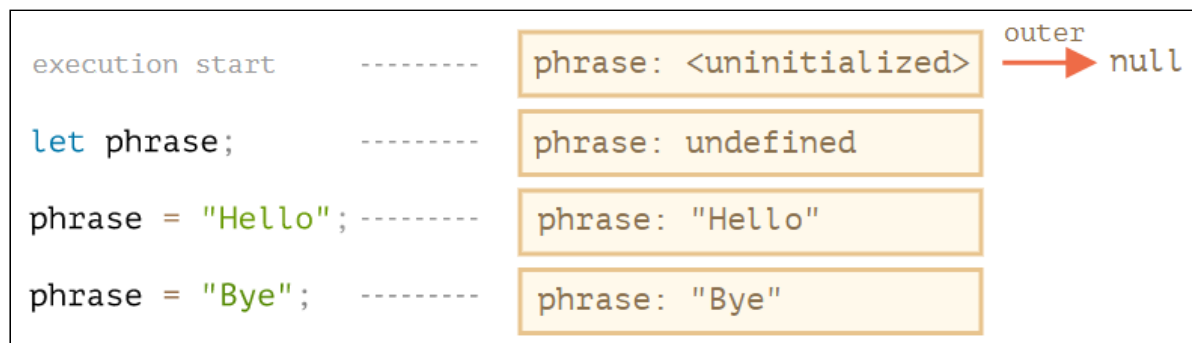 outer
execution start --------- phrase: <uninitialized> null
let phrase; --------- phrase: undefined
phrase = "Hello"; --------- phrase: "Hello"
phrase = "Bye"; --------- phrase: "Bye"